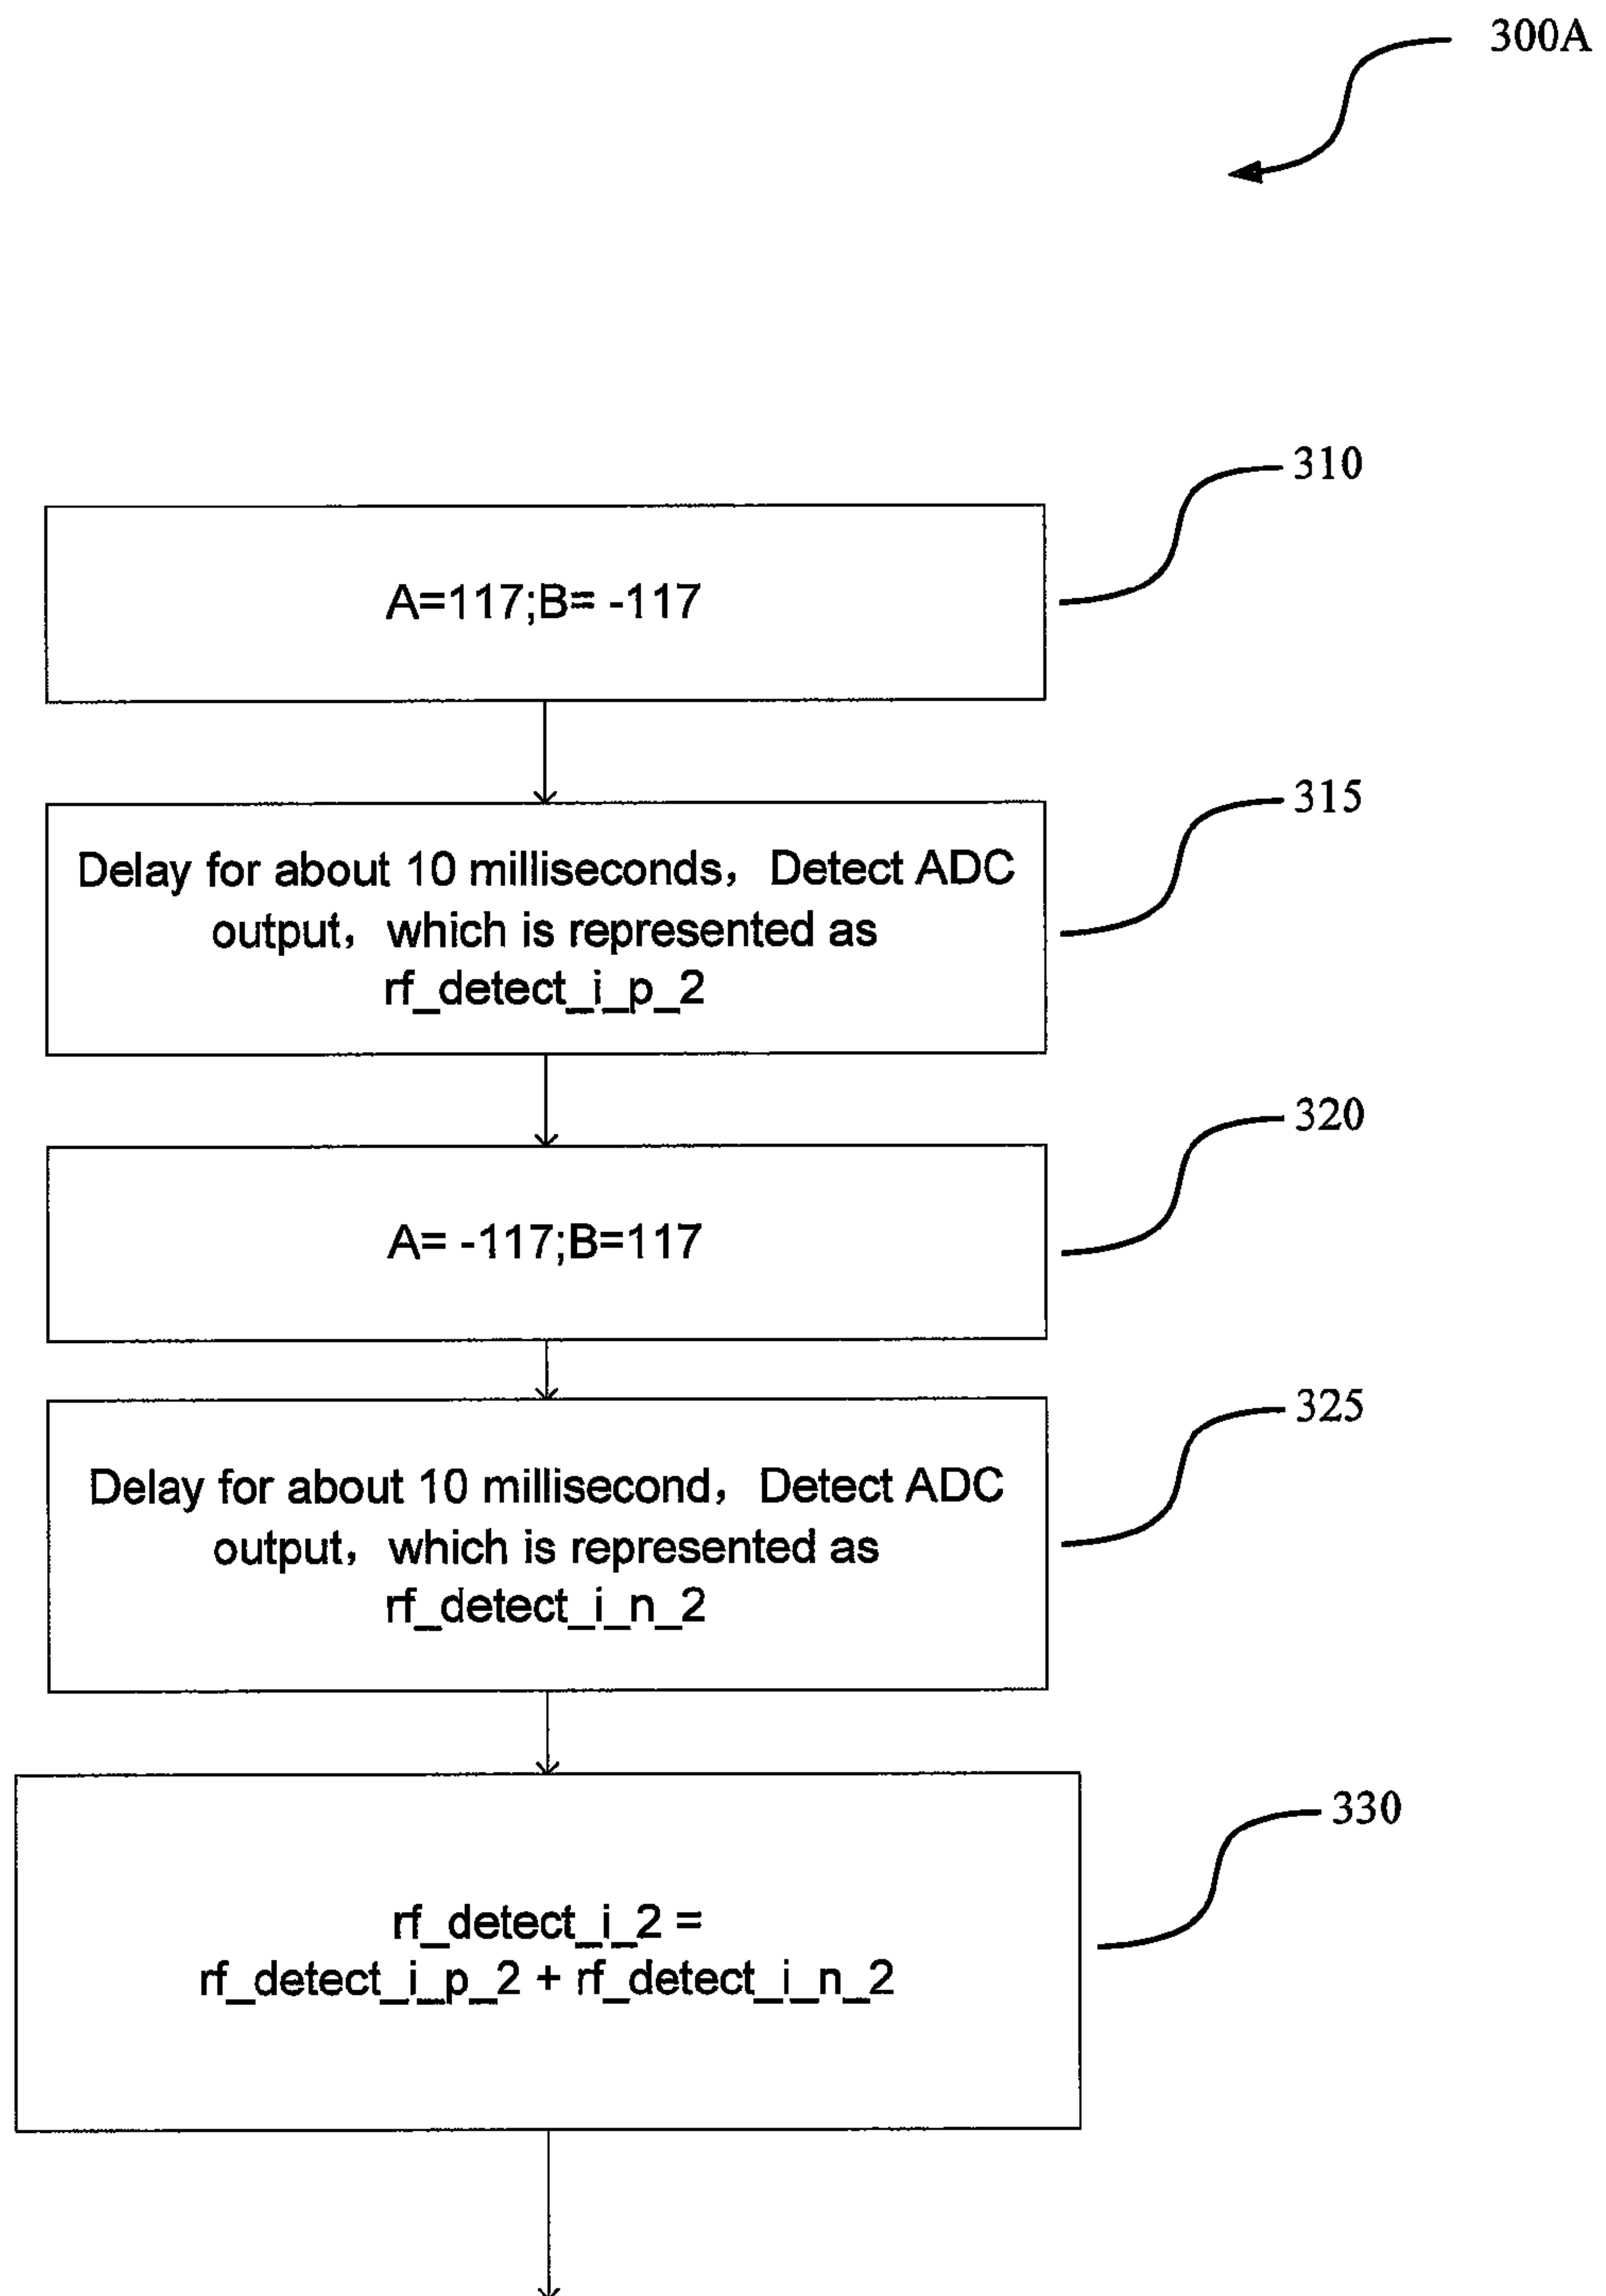 300A
310
A=117;B= -117
315
Delay for about 10 milliseconds，Detect ADC
output，which is represented as
rf_detect_i_p_2
320
A= -117;B=117
325
Delay for about 10 millisecond，Detect ADC
output，which is represented as
rf_detect_i_n_2
330
rf_detect_i_2 =
rf_detect_i_p_2 + rf_detect_i_n_2